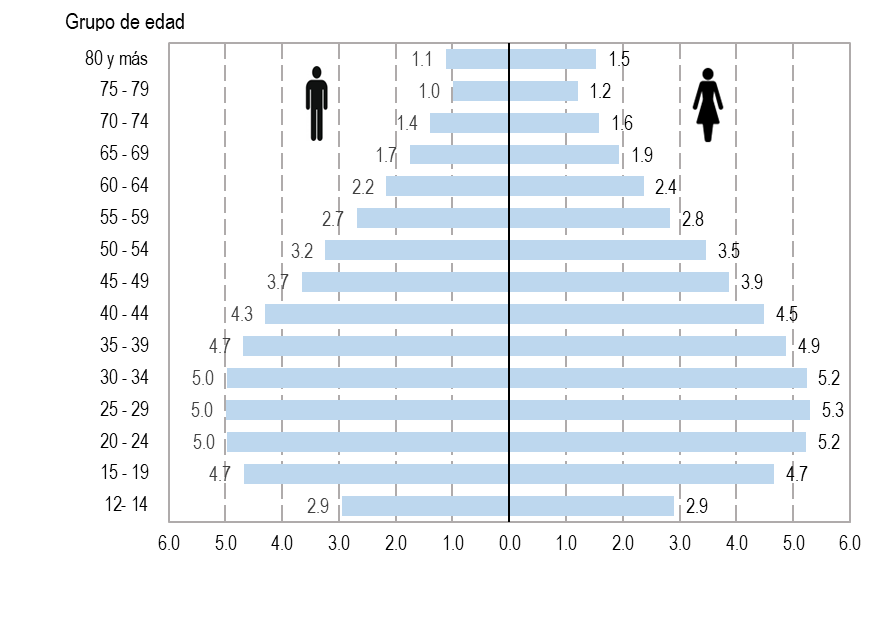 Grupo de edad
80 y más 1.1 1.5
75 - 79 1.0 1.2
70 - 74 1.4 1.6
65 - 69 1.7 1.9
60 - 64 2.2 2.4
55 - 59 2.7 2.8
50 - 54 3.2 3.5
45 - 49 3.7 3.9
40 - 44 4.3 4.5
35 - 39 4.7 4.9
30 - 34 5.0 5.2
25 - 29 5.0 5.3
20 - 24 5.0 5.2
15 - 19 4.7 4.7
12- 14 2.9 2.9
6.0 5.0 4.0 3.0 2.0 1.0 0.0 1.0 2.0 3.0 4.0 5.0 6.0